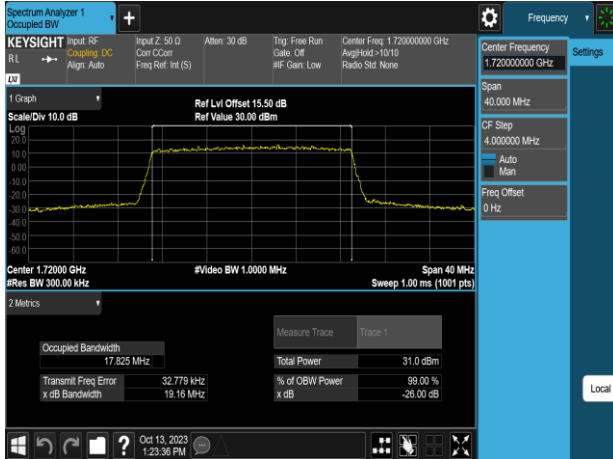 Spectrum Analyzer 1
Occupied BW
Frequency
KEYSIGHT
RL
LXI
Input: RF
Coupling: DC
Align: Auto
Input Z: 50 Ω
Corr CCorr
Freq Ref: Int (S)
Atten: 30 dB
Trig: Free Run
Gate: Off
#IF Gain: Low
Center Freq: 1.720000000 GHz
Avg|Hold:>10/10
Radio Std: None
Center Frequency
1.720000000 GHz
Settings
Span
40.000 MHz
CF Step
4.000000 MHz
Auto
Man
Freq Offset
0 Hz
1 Graph
Scale/Div 10.0 dB
Ref Lvl Offset 15.50 dB
Ref Value 30.00 dBm
Log
20.0
10.0
0.00
-10.0
-20.0
-30.0
-40.0
-50.0
-60.0
Center 1.72000 GHz
#Video BW 1.0000 MHz
Span 40 MHz
#Res BW 300.00 kHz
Sweep 1.00 ms (1001 pts)
2 Metrics
Measure Trace
Trace 1
Occupied Bandwidth
17.825 MHz
Total Power
31.0 dBm
Transmit Freq Error
32.779 kHz
% of OBW Power
99.00 %
x dB Bandwidth
19.16 MHz
x dB
-26.00 dB
Local
?
Oct 13, 2023
1:23:36 PM